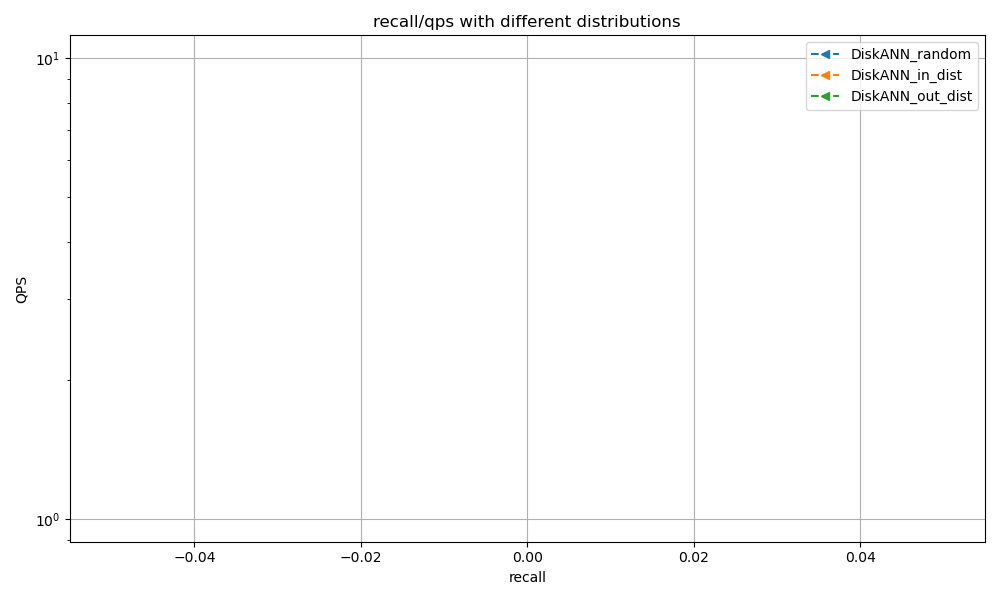 recall/qps with different distributions
DiskANN_random
DiskANN_in_dist
DiskANN_out_dist
10¹
QPS
10⁰
−0.04
−0.02
0.00
0.02
0.04
recall